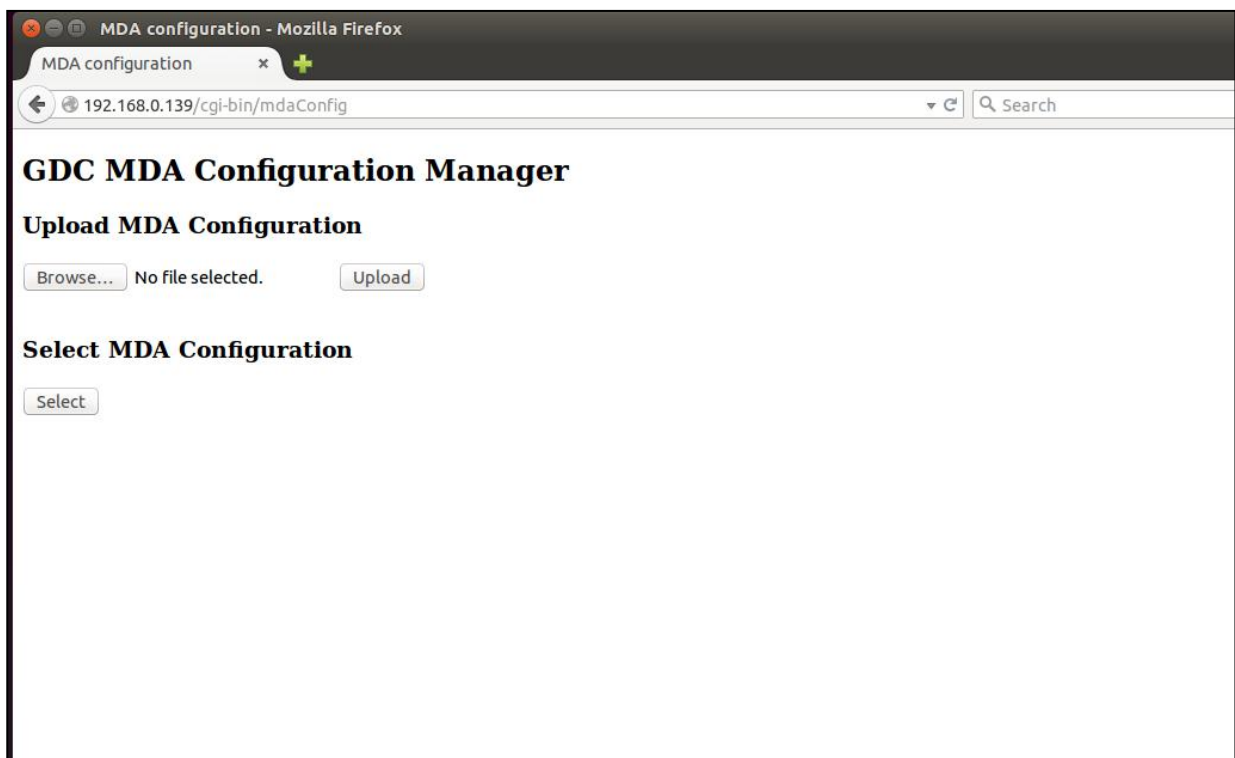 MDA configuration - Mozilla Firefox
MDA configuration
192.168.0.139/cgi-bin/mdaConfig Search
GDC MDA Configuration Manager
Upload MDA Configuration
Browse... No file selected. Upload
Select MDA Configuration
Select